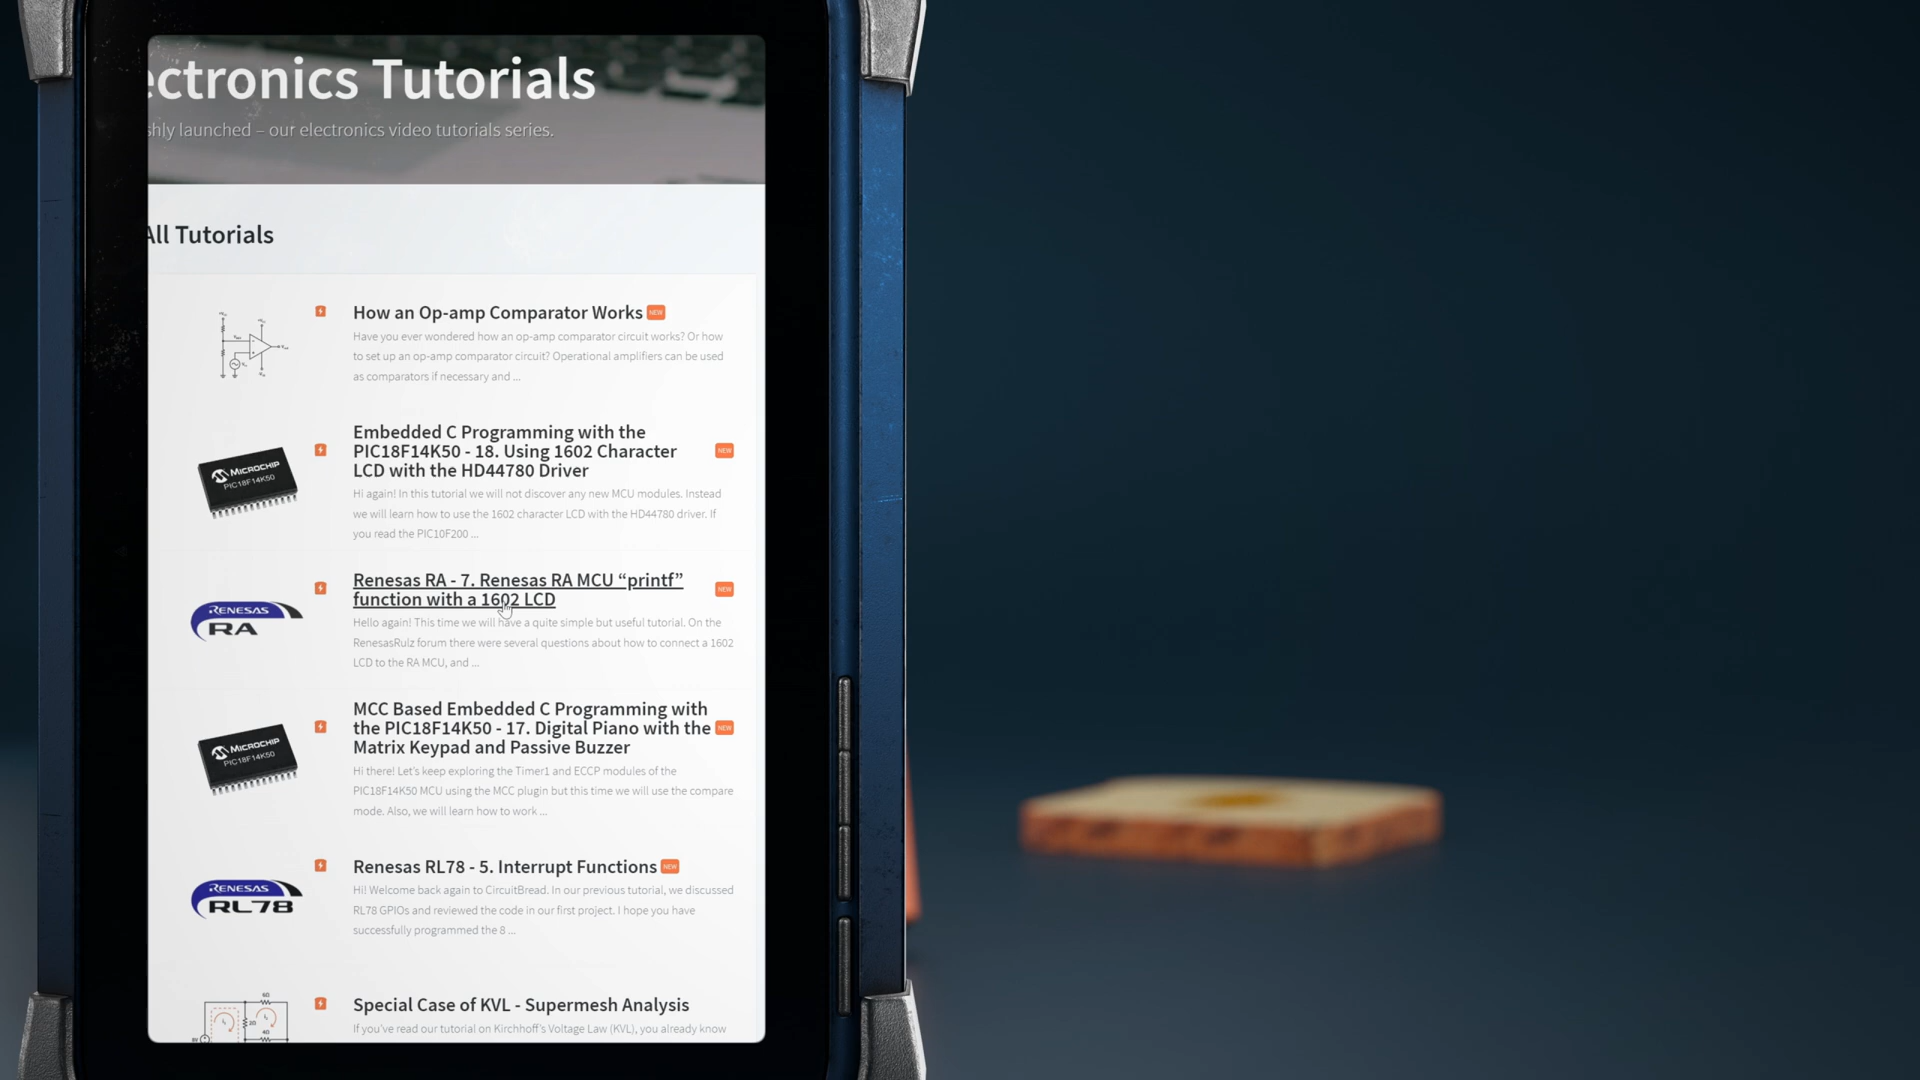 ectronics Tutorials
shly launched – our electronics video tutorials series.
All Tutorials
How an Op-amp Comparator Works NEW
Have you ever wondered how an op-amp comparator circuit works? Or how
to set up an op-amp comparator circuit? Operational amplifiers can be used
as comparators if necessary and ...
Embedded C Programming with the
PIC18F14K50 - 18. Using 1602 Character NEW
LCD with the HD44780 Driver
MICROCHIP
PIC18F14K50
Hi again! In this tutorial we will not discover any new MCU modules. Instead
we will learn how to use the 1602 character LCD with the HD44780 driver. If
you read the PIC10F200 ...
Renesas RA - 7. Renesas RA MCU “printf” NEW
function with a 1602 LCD
RENESAS
RA
Hello again! This time we will have a quite simple but useful tutorial. On the
RenesasRulz forum there were several questions about how to connect a 1602
LCD to the RA MCU, and ...
MCC Based Embedded C Programming with
the PIC18F14K50 - 17. Digital Piano with the NEW
Matrix Keypad and Passive Buzzer
MICROCHIP
PIC18F14K50
Hi there! Let's keep exploring the Timer1 and ECCP modules of the
PIC18F14K50 MCU using the MCC plugin but this time we will use the compare
mode. Also, we will learn how to work ...
Renesas RL78 - 5. Interrupt Functions NEW
RENESAS
RL78
Hi! Welcome back again to CircuitBread. In our previous tutorial, we discussed
RL78 GPIOs and reviewed the code in our first project. I hope you have
successfully programmed the 8 ...
Special Case of KVL - Supermesh Analysis
6Ω
2Ω
4Ω
If you've read our tutorial on Kirchhoff's Voltage Law (KVL), you already know